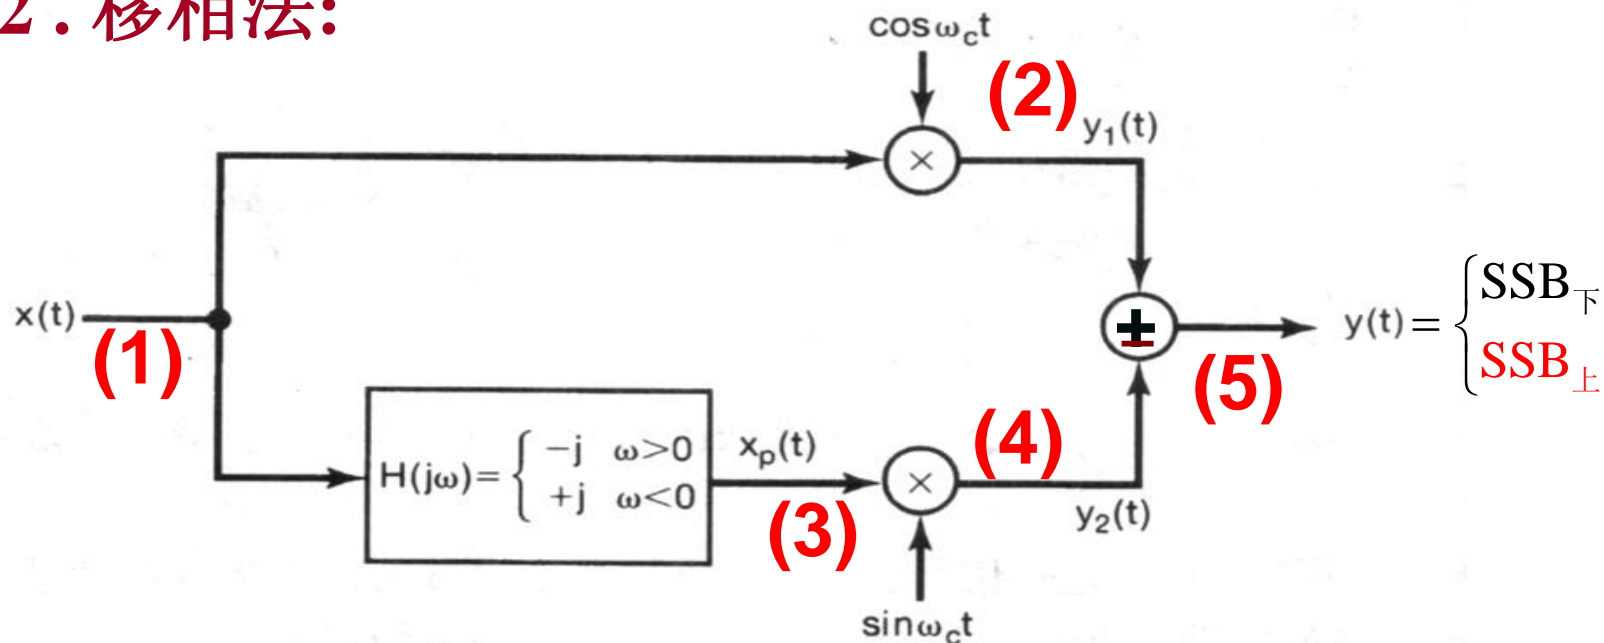 2 . 移相法:
cosω_ct
(2)
y₁(t)
×
x(t)
(1)
±
y(t)= { SSB下
SSB上
(5)
H(jω)= { -j ω>0
+j ω<0
x_p(t)
(3)
×
(4)
y₂(t)
sinω_ct